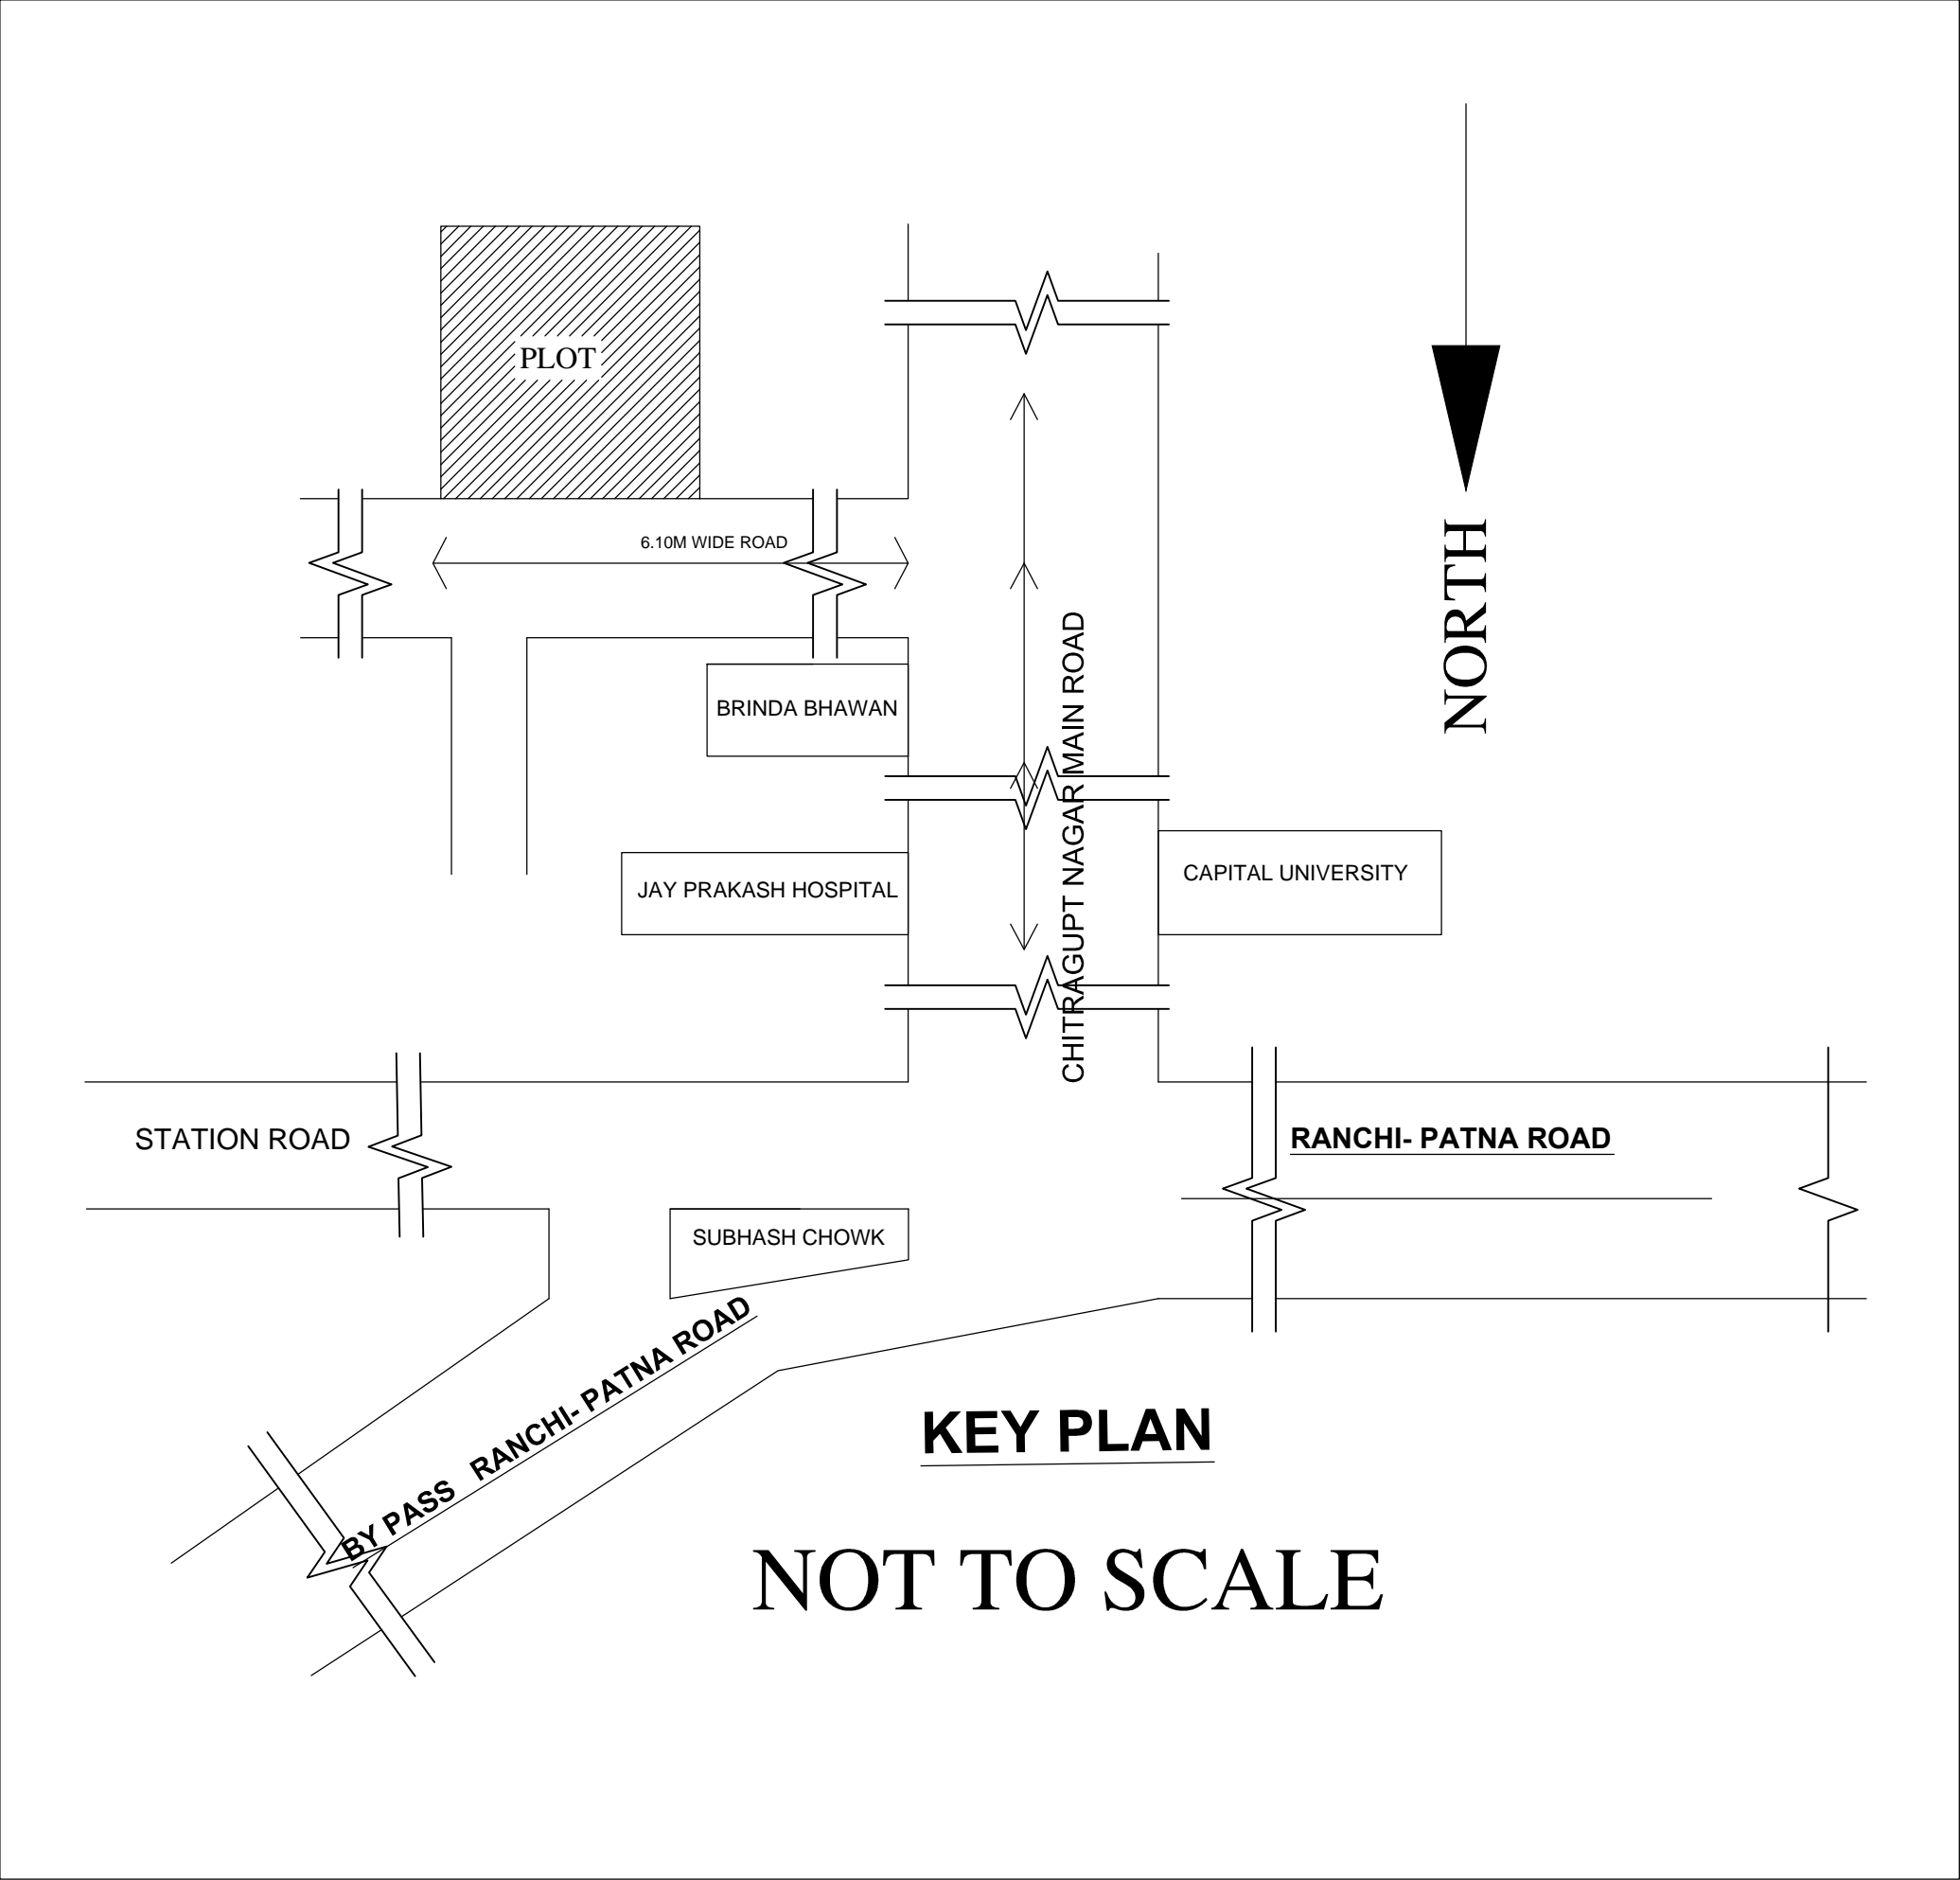 PLOT
6.10M WIDE ROAD
NORTH
BRINDA BHAWAN
CHITRAGUPT NAGAR MAIN ROAD
JAY PRAKASH HOSPITAL
CAPITAL UNIVERSITY
STATION ROAD
RANCHI- PATNA ROAD
SUBHASH CHOWK
BY PASS RANCHI- PATNA ROAD
KEY PLAN
NOT TO SCALE